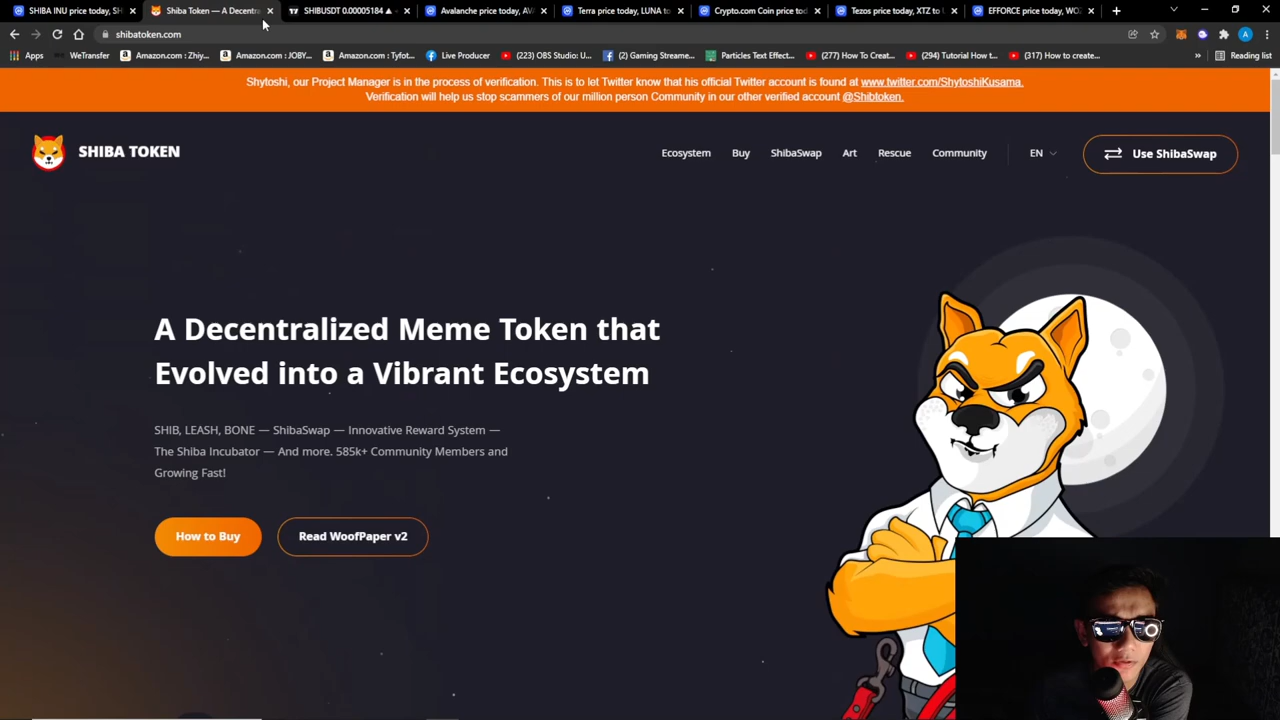 SHIBA INU price today, SH
Shiba Token — A Decentra
SHIBUSDT 0.00005184 ▲
Avalanche price today, AV
Terra price today, LUNA to
Crypto.com Coin price tod
Tezos price today, XTZ to U
EFFORCE price today, WOZ
shibatoken.com
Apps
WeTransfer
Amazon.com: Zhiy...
Amazon.com: JOBY...
Amazon.com: Tyfot...
Live Producer
(223) OBS Studio: U...
(2) Gaming Streame...
Particles Text Effect...
(277) How To Creat...
(294) Tutorial How t...
(317) How to create...
»
Reading list
Shytoshi, our Project Manager is in the process of verification. This is to let Twitter know that his official Twitter account is found at www.twitter.com/ShytoshiKusama.
Verification will help us stop scammers of our million person Community in our other verified account @Shibtoken.
SHIBA TOKEN
Ecosystem
Buy
ShibaSwap
Art
Rescue
Community
EN
Use ShibaSwap
A Decentralized Meme Token that
Evolved into a Vibrant Ecosystem
SHIB, LEASH, BONE — ShibaSwap — Innovative Reward System —
The Shiba Incubator — And more. 585k+ Community Members and
Growing Fast!
How to Buy
Read WoofPaper v2